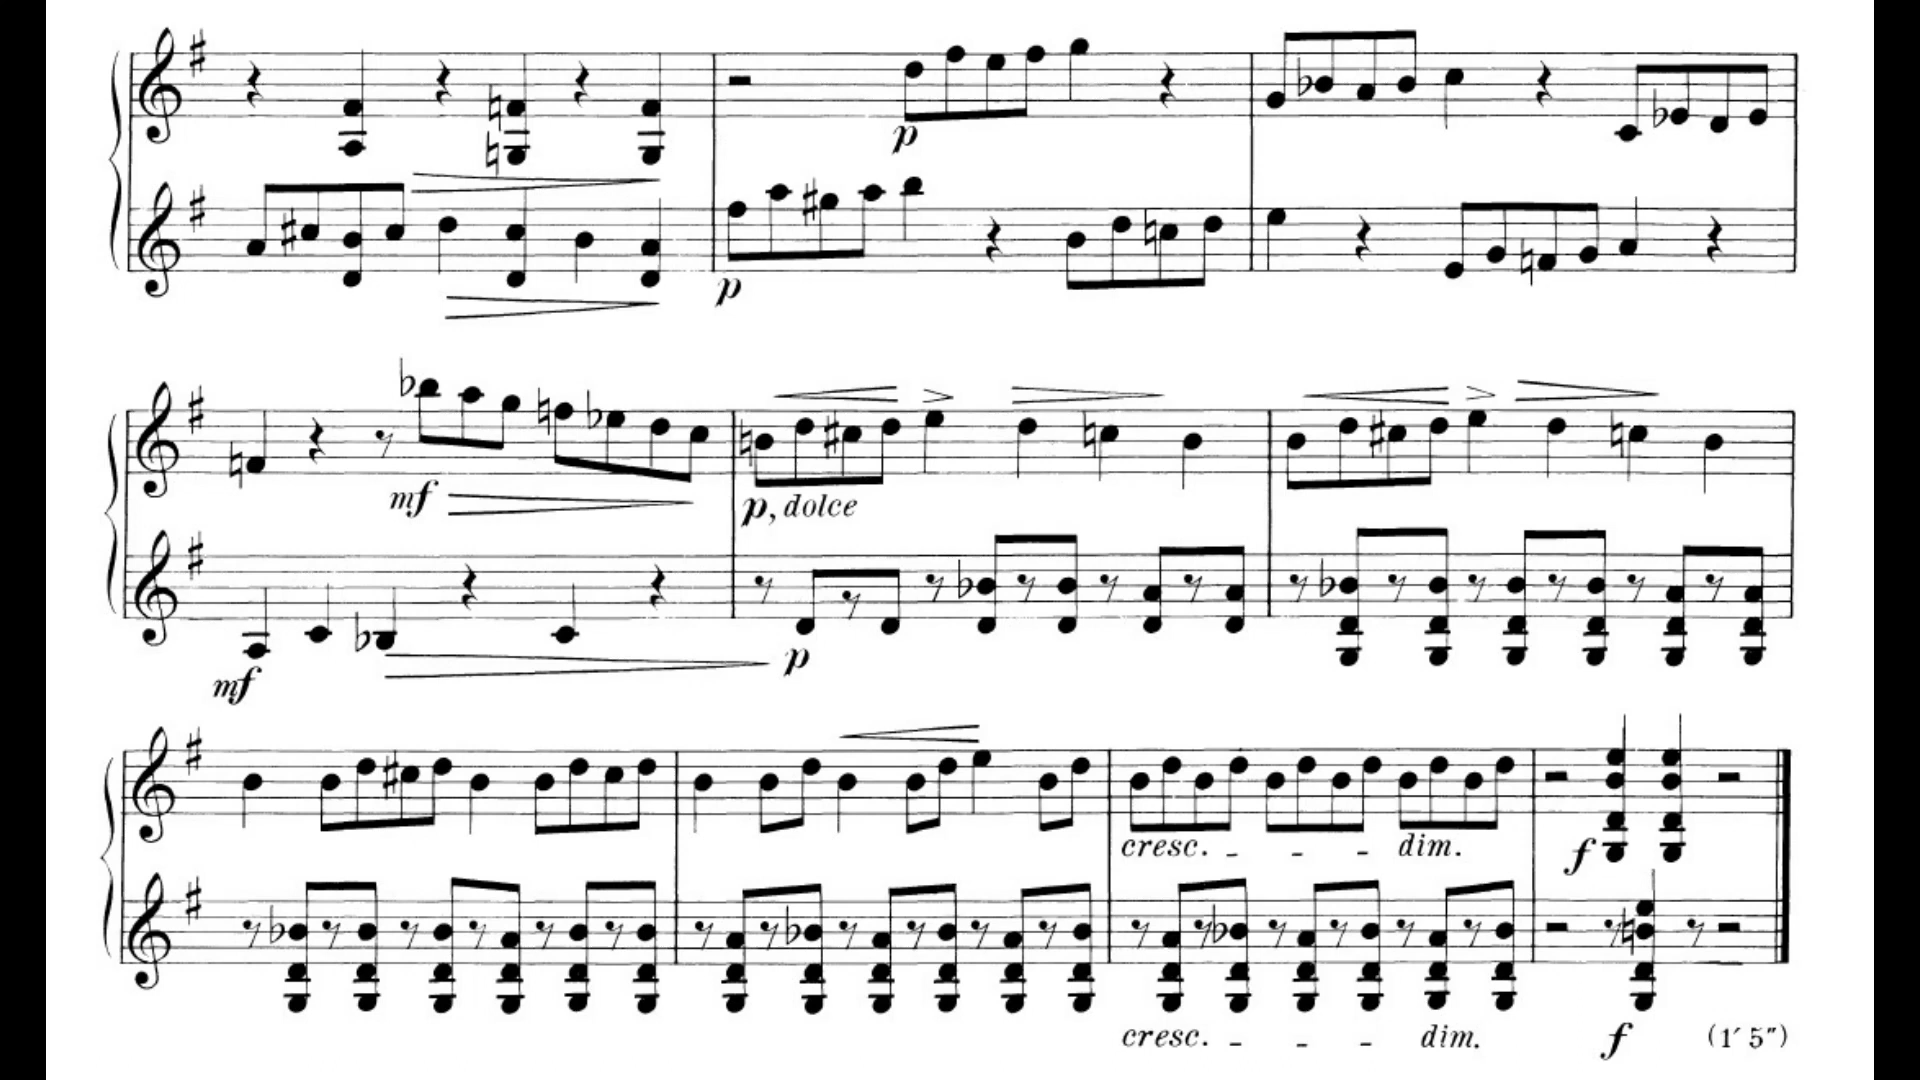 p
p
mf
p, dolce
mf
p
cresc. - - - dim.
f
cresc. - - - dim.
f
(1′ 5″)